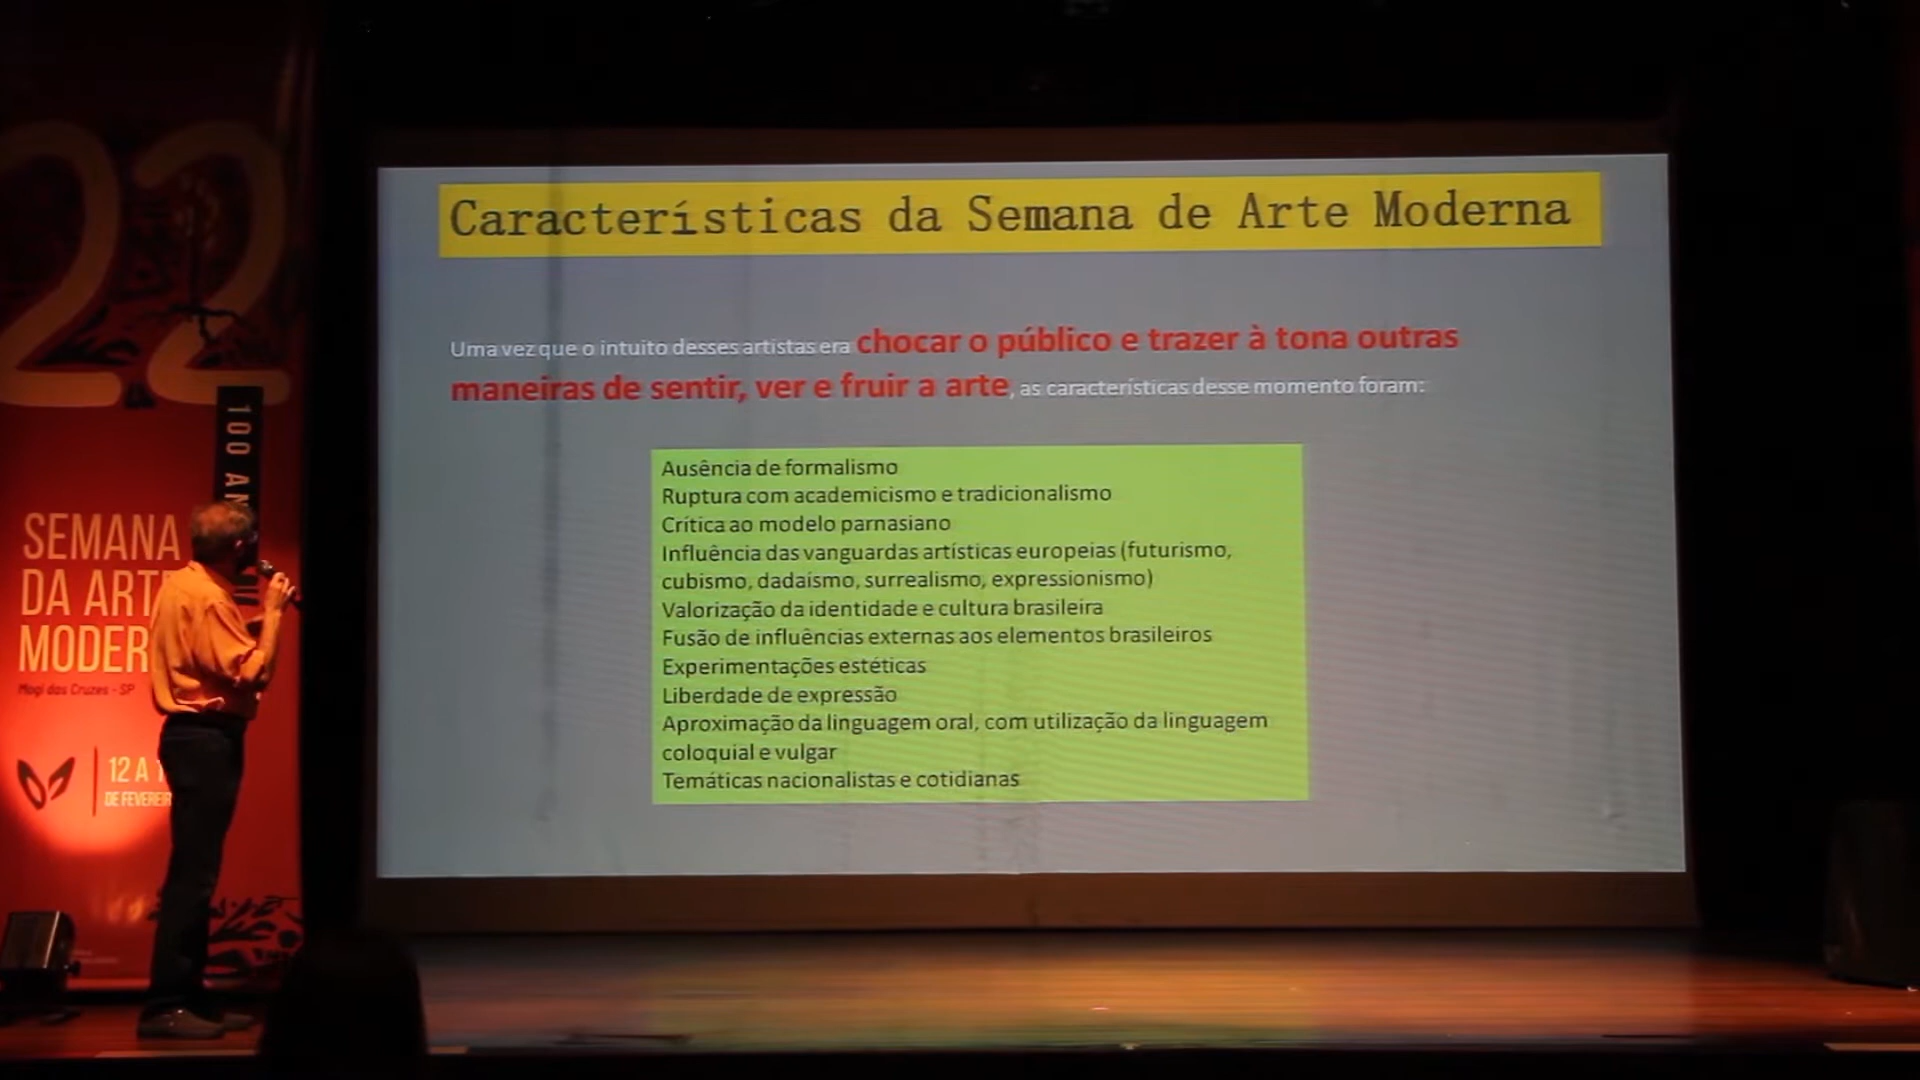 22
100
SEMANA
DA
MODER
Mogi das Cruzes - SP
12 A
DE
Características da Semana de Arte Moderna
Uma vez que o intuito desses artistas era chocar o público e trazer à tona outras
maneiras de sentir, ver e fruir a arte, as características desse momento foram:
Ausência de formalismo
Ruptura com academicismo e tradicionalismo
Crítica ao modelo parnasiano
Influência das vanguardas artísticas europeias (futurismo,
cubismo, dadaísmo, surrealismo, expressionismo)
Valorização da identidade e cultura brasileira
Fusão de influências externas aos elementos brasileiros
Experimentações estéticas
Liberdade de expressão
Aproximação da linguagem oral, com utilização da linguagem
coloquial e vulgar
Temáticas nacionalistas e cotidianas